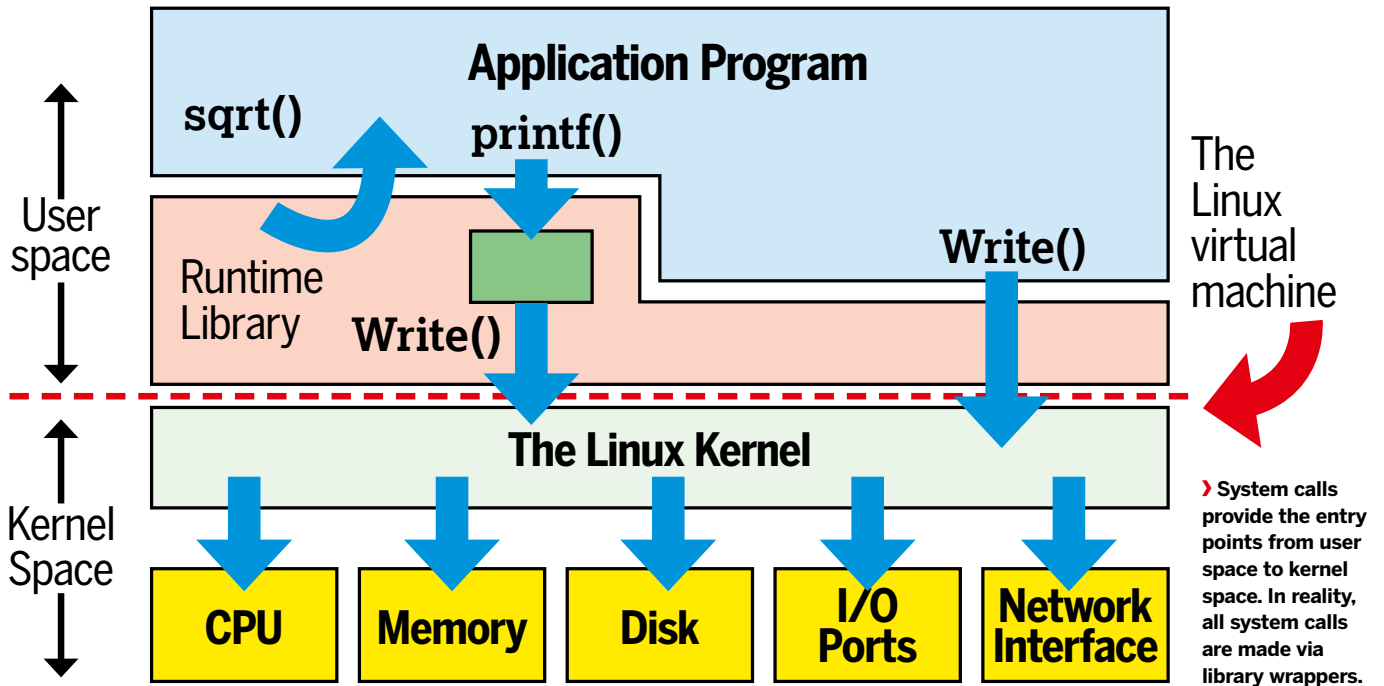 Application Program
sqrt()
printf()
User
space
Runtime
Library
Write()
Write()
The
Linux
virtual
machine
The Linux Kernel
Kernel
Space
CPU
Memory
Disk
I/O
Ports
Network
Interface
❯ System calls
provide the entry
points from user
space to kernel
space. In reality,
all system calls
are made via
library wrappers.